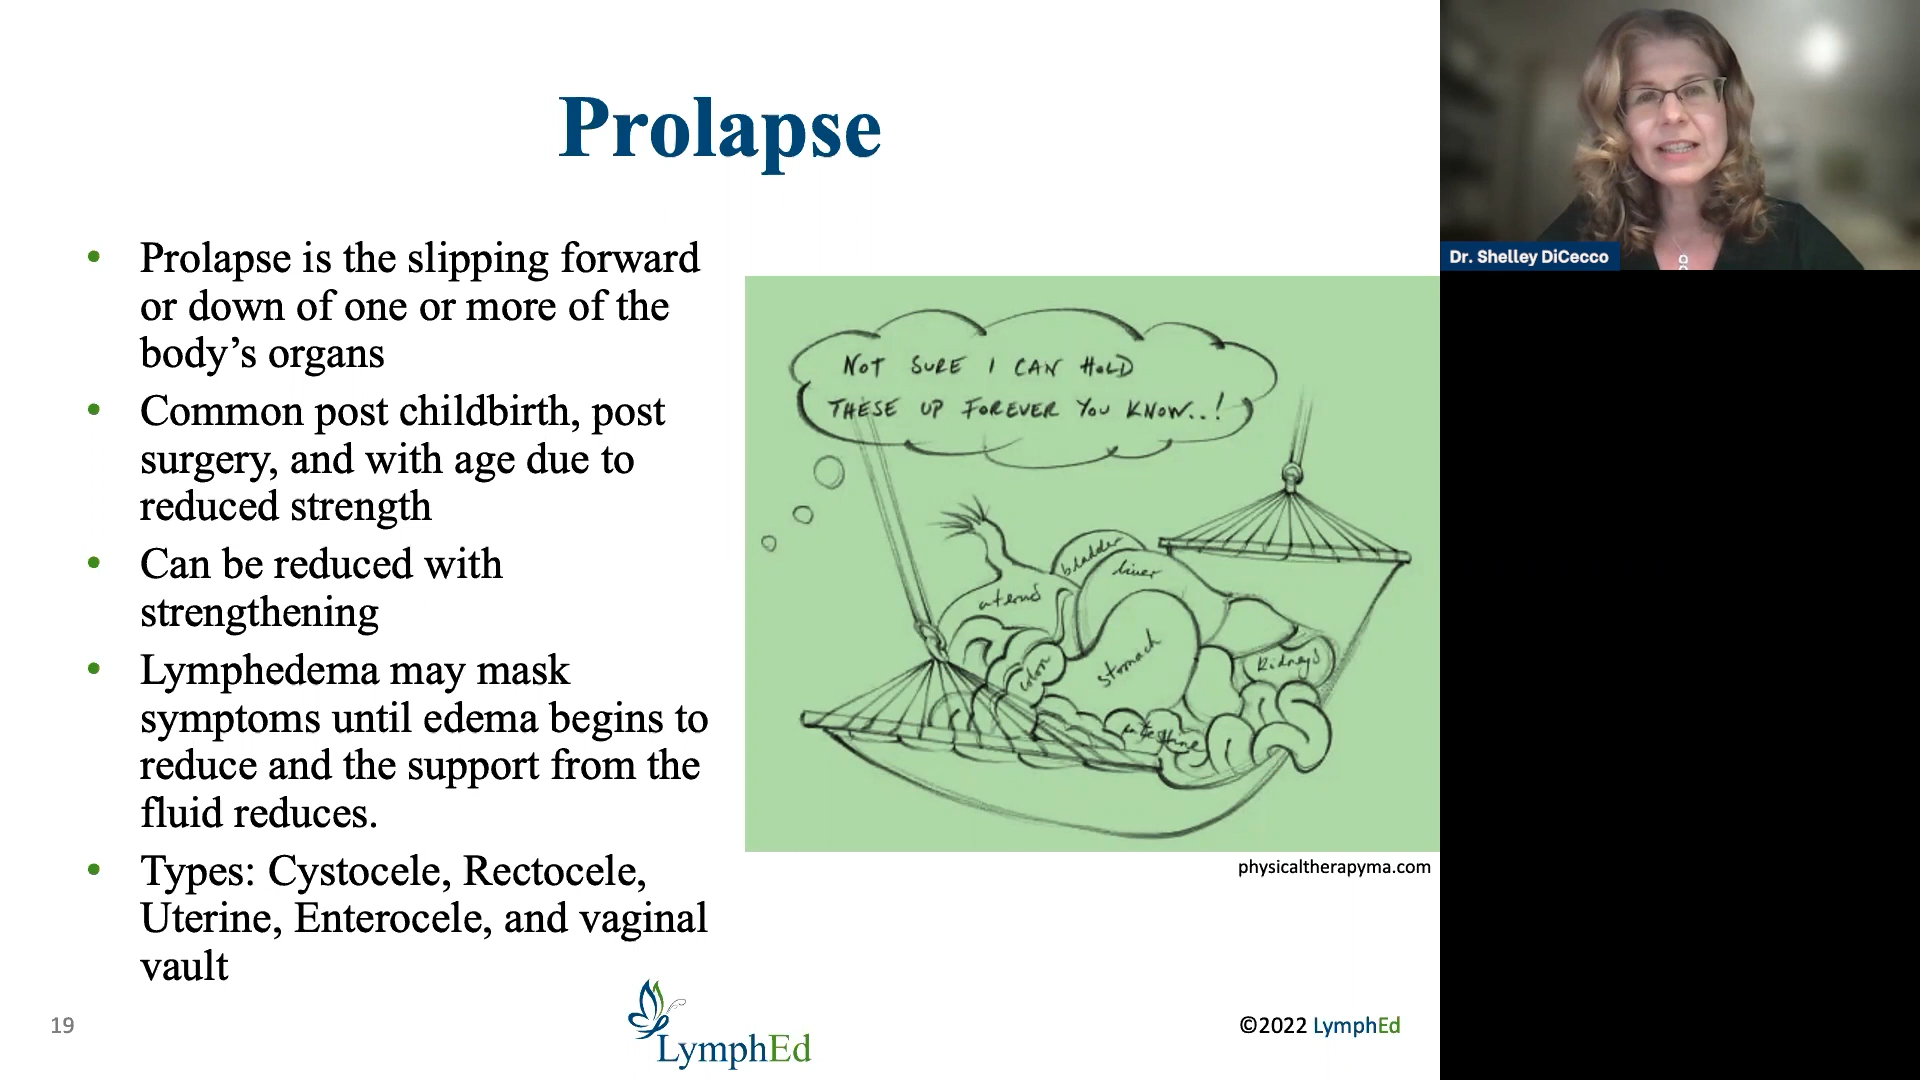 Prolapse
Dr. Shelley DiCecco
• Prolapse is the slipping forward
or down of one or more of the
body's organs
• Common post childbirth, post
surgery, and with age due to
reduced strength
• Can be reduced with
strengthening
• Lymphedema may mask
symptoms until edema begins to
reduce and the support from the
fluid reduces.
• Types: Cystocele, Rectocele,
Uterine, Enterocele, and vaginal
vault
NOT SURE I CAN HOLD
THESE UP FOREVER YOU KNOW..!
bladder
liver
uterus
stomach
colon
kidneys
intestine
physicaltherapyma.com
19
LymphEd
©2022 LymphEd